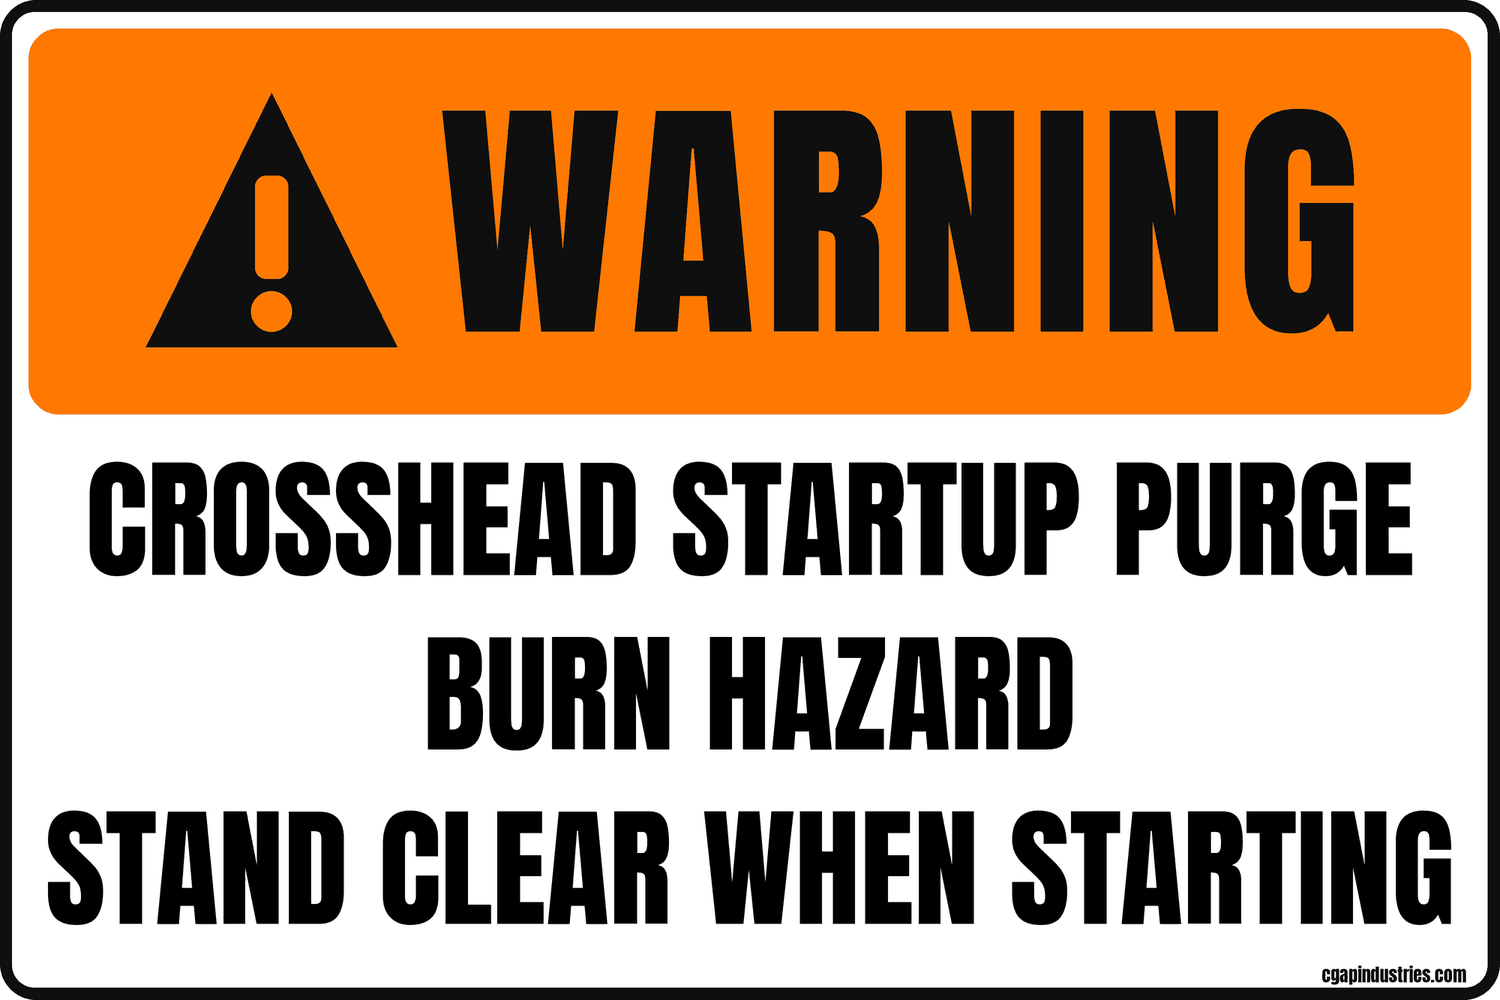 WARNING
CROSSHEAD STARTUP PURGE
BURN HAZARD
STAND CLEAR WHEN STARTING
cgapindustries.com